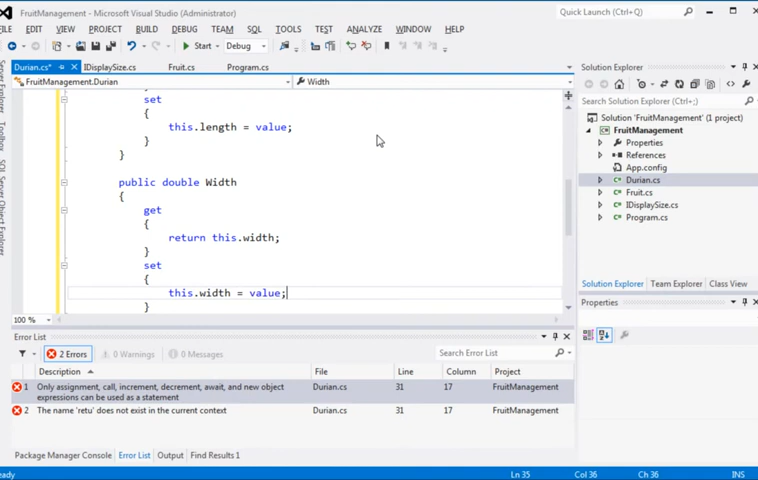 FruitManagement - Microsoft Visual Studio (Administrator)
Quick Launch (Ctrl+Q)
EDIT VIEW PROJECT BUILD DEBUG TEAM SQL TOOLS TEST ANALYZE WINDOW HELP
Start Debug
Durian.cs* IDisplaySize.cs Fruit.cs Program.cs
FruitManagement.Durian Width
set
{
this.length = value;
}
}
public double Width
{
get
{
return this.width;
}
set
{
this.width = value;
}
100 %
Server Explorer
Toolbox
SQL Server Object Explorer
Solution Explorer
Search Solution Explorer (Ctrl+;)
Solution 'FruitManagement' (1 project)
FruitManagement
Properties
References
App.config
Durian.cs
Fruit.cs
IDisplaySize.cs
Program.cs
Solution Explorer Team Explorer Class View
Properties
Error List
2 Errors 0 Warnings 0 Messages
Search Error List
Description File Line Column Project
1 Only assignment, call, increment, decrement, await, and new object expressions can be used as a statement Durian.cs 31 17 FruitManagement
2 The name 'retu' does not exist in the current context Durian.cs 31 17 FruitManagement
Package Manager Console Error List Output Find Results 1
Ln 35 Col 36 Ch 36 INS